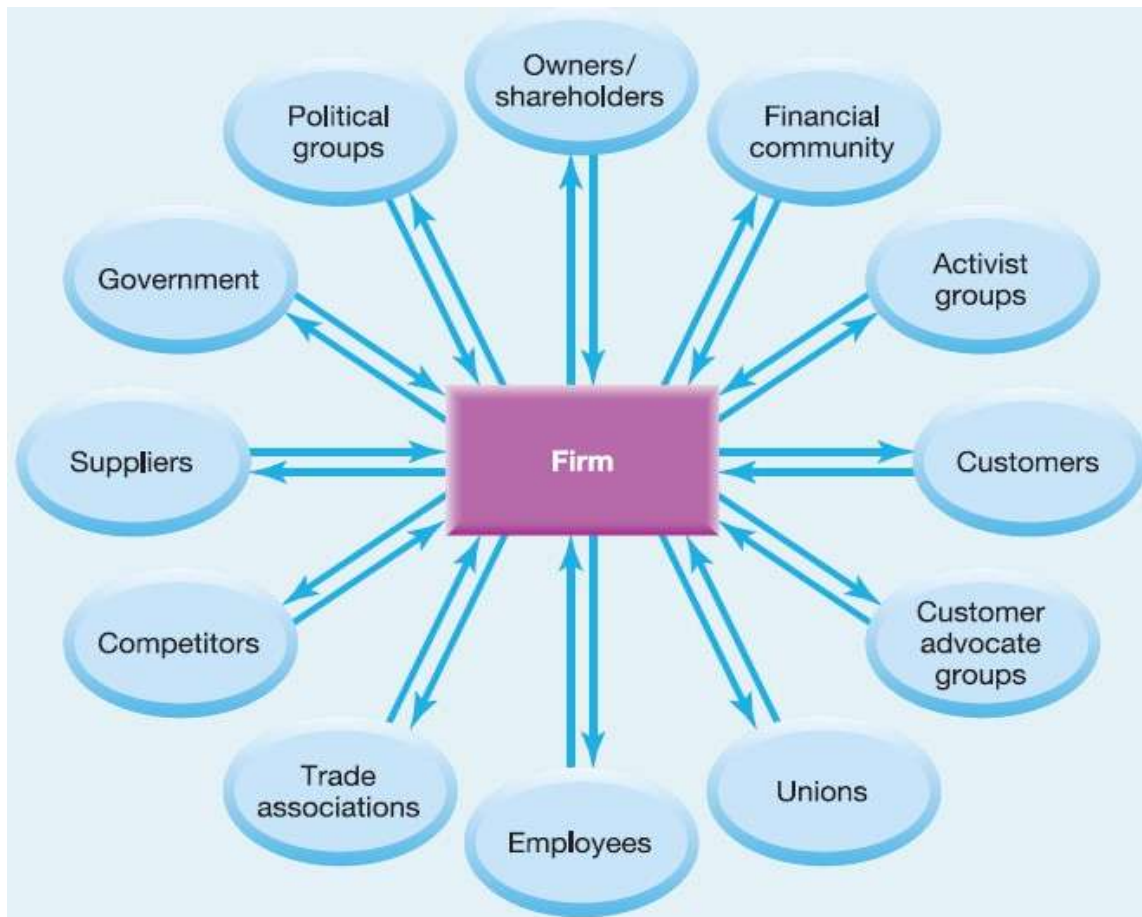 Owners/
shareholders
Political
groups
Financial
community
Government
Activist
groups
Suppliers
Firm
Customers
Competitors
Customer
advocate
groups
Trade
associations
Employees
Unions